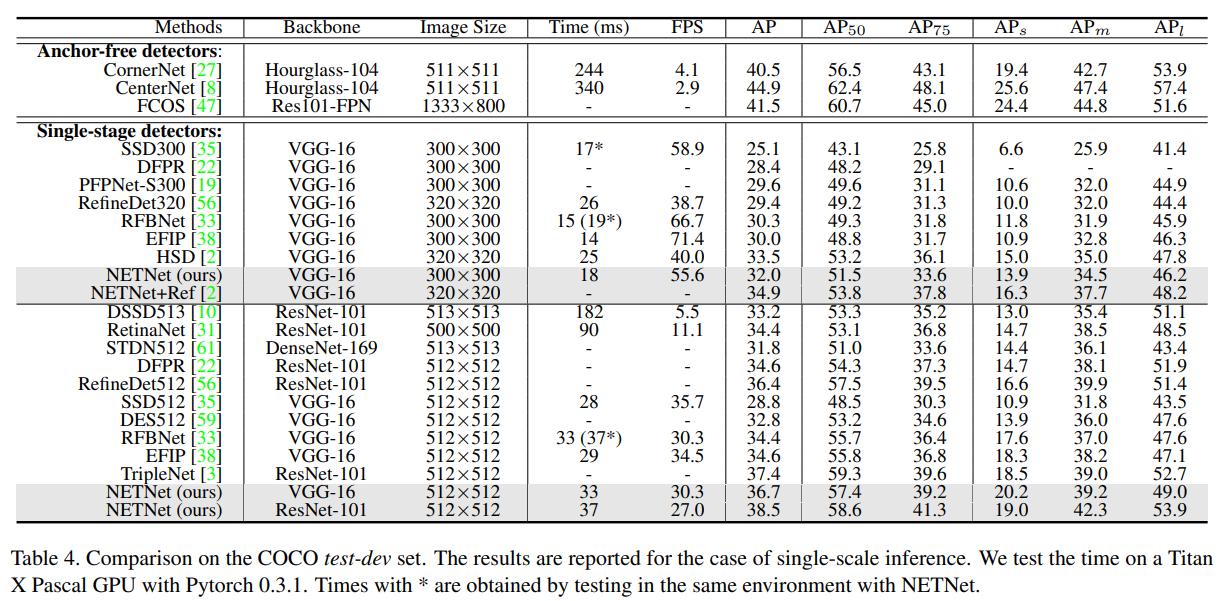 Methods Backbone Image Size Time (ms) FPS AP AP50 AP75 APs APm APl
Anchor-free detectors:
CornerNet [27] Hourglass-104 511×511 244 4.1 40.5 56.5 43.1 19.4 42.7 53.9
CenterNet [8] Hourglass-104 511×511 340 2.9 44.9 62.4 48.1 25.6 47.4 57.4
FCOS [47] Res101-FPN 1333×800 - - 41.5 60.7 45.0 24.4 44.8 51.6
Single-stage detectors:
SSD300 [35] VGG-16 300×300 17* 58.9 25.1 43.1 25.8 6.6 25.9 41.4
DFPR [22] VGG-16 300×300 - - 28.4 48.2 29.1 - - -
PFPNet-S300 [19] VGG-16 300×300 - - 29.6 49.6 31.1 10.6 32.0 44.9
RefineDet320 [56] VGG-16 320×320 26 38.7 29.4 49.2 31.3 10.0 32.0 44.4
RFBNet [33] VGG-16 300×300 15 (19*) 66.7 30.3 49.3 31.8 11.8 31.9 45.9
EFIP [38] VGG-16 300×300 14 71.4 30.0 48.8 31.7 10.9 32.8 46.3
HSD [2] VGG-16 320×320 25 40.0 33.5 53.2 36.1 15.0 35.0 47.8
NETNet (ours) VGG-16 300×300 18 55.6 32.0 51.5 33.6 13.9 34.5 46.2
NETNet+Ref [2] VGG-16 320×320 - - 34.9 53.8 37.8 16.3 37.7 48.2
DSSD513 [10] ResNet-101 513×513 182 5.5 33.2 53.3 35.2 13.0 35.4 51.1
RetinaNet [31] ResNet-101 500×500 90 11.1 34.4 53.1 36.8 14.7 38.5 48.5
STDN512 [61] DenseNet-169 513×513 - - 31.8 51.0 33.6 14.4 36.1 43.4
DFPR [22] ResNet-101 512×512 - - 34.6 54.3 37.3 14.7 38.1 51.9
RefineDet512 [56] ResNet-101 512×512 - - 36.4 57.5 39.5 16.6 39.9 51.4
SSD512 [35] VGG-16 512×512 28 35.7 28.8 48.5 30.3 10.9 31.8 43.5
DES512 [59] VGG-16 512×512 - - 32.8 53.2 34.6 13.9 36.0 47.6
RFBNet [33] VGG-16 512×512 33 (37*) 30.3 34.4 55.7 36.4 17.6 37.0 47.6
EFIP [38] VGG-16 512×512 29 34.5 34.6 55.8 36.8 18.3 38.2 47.1
TripleNet [3] ResNet-101 512×512 - - 37.4 59.3 39.6 18.5 39.0 52.7
NETNet (ours) VGG-16 512×512 33 30.3 36.7 57.4 39.2 20.2 39.2 49.0
NETNet (ours) ResNet-101 512×512 37 27.0 38.5 58.6 41.3 19.0 42.3 53.9
Table 4. Comparison on the COCO test-dev set. The results are reported for the case of single-scale inference. We test the time on a Titan
X Pascal GPU with Pytorch 0.3.1. Times with * are obtained by testing in the same environment with NETNet.